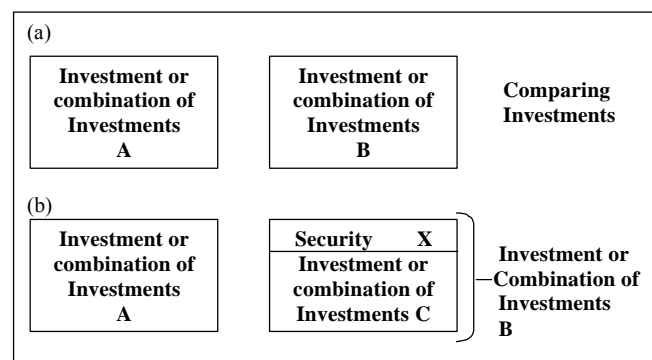 (a)
Investment or
combination of
Investments
A
Investment or
combination of
Investments
B
Comparing
Investments
(b)
Investment or
combination of
Investments
A
Security X
Investment or
combination of
Investments C
Investment or
Combination of
Investments
B